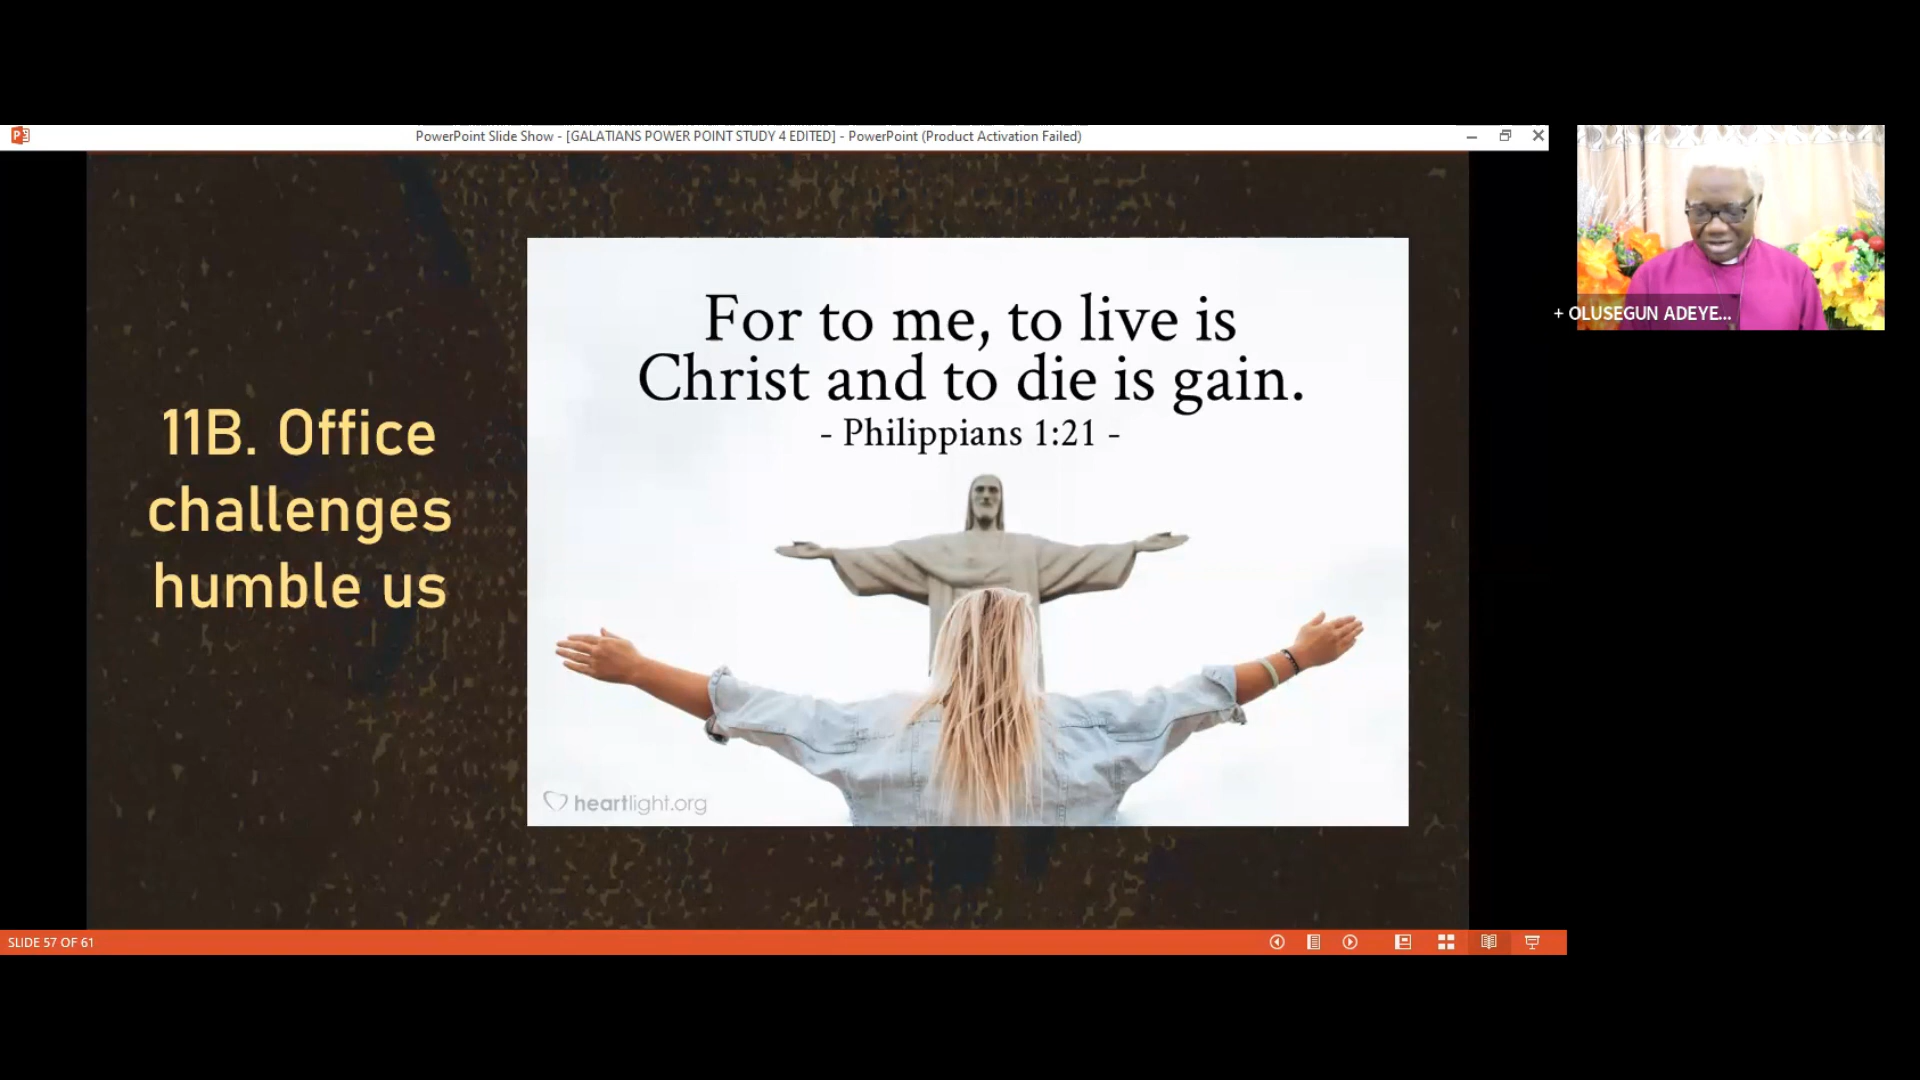 PowerPoint Slide Show - [GALATIANS POWER POINT STUDY 4 EDITED] - PowerPoint (Product Activation Failed)
11B. Office
challenges
humble us
For to me, to live is
Christ and to die is gain.
- Philippians 1:21 -
heartlight.org
+ OLUSEGUN ADEYE...
SLIDE 57 OF 61